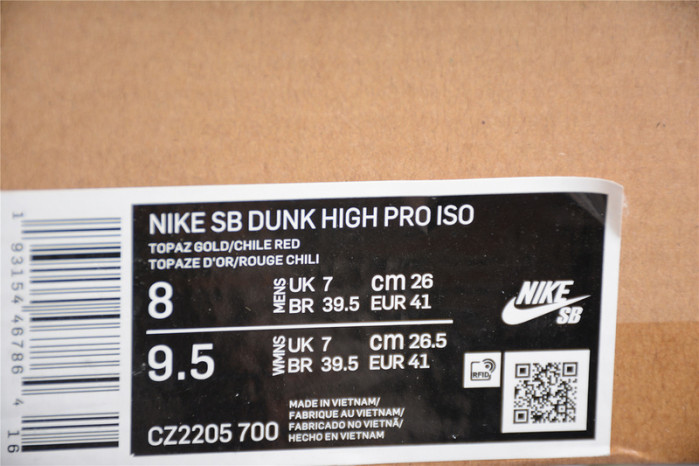 NIKE SB DUNK HIGH PRO ISO
TOPAZ GOLD/CHILE RED
TOPAZE D'OR/ROUGE CHILI
8
MENS
UK 7 cm 26
BR 39.5 EUR 41
9.5
WMNS
UK 7 cm 26.5
BR 39.5 EUR 41
NIKE
SB
RFID
MADE IN VIETNAM/
FABRIQUE AU VIETNAM/
FABRICADO NO VIETNÃ/
HECHO EN VIETNAM
CZ2205 700
1 93154 46786 4 16